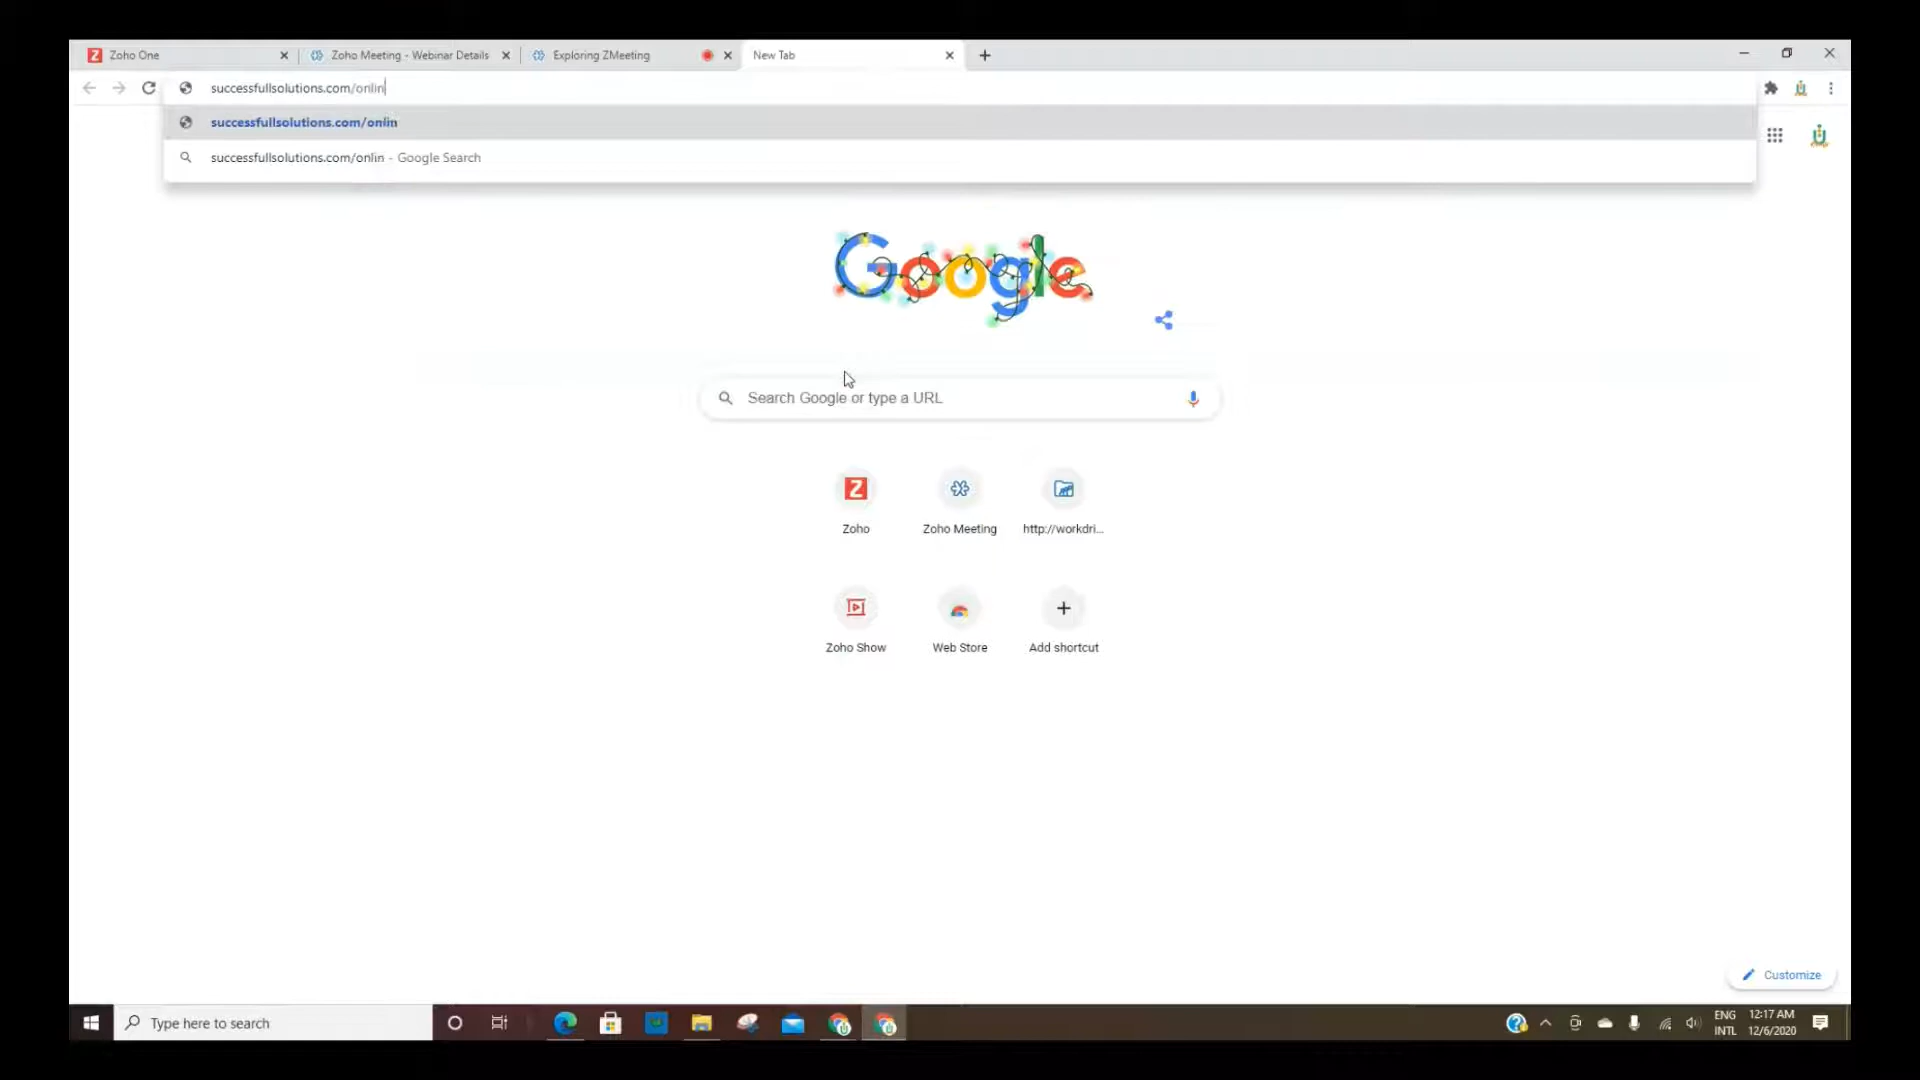 Zoho One
Zoho Meeting - Webinar Details
Exploring ZMeeting
New Tab
successfullsolutions.com/onlin
successfullsolutions.com/onlin
successfullsolutions.com/onlin - Google Search
Google
Search Google or type a URL
Zoho
Zoho Meeting
http://workdri...
Zoho Show
Web Store
Add shortcut
Customize
Type here to search
ENG
INTL
12:17 AM
12/6/2020